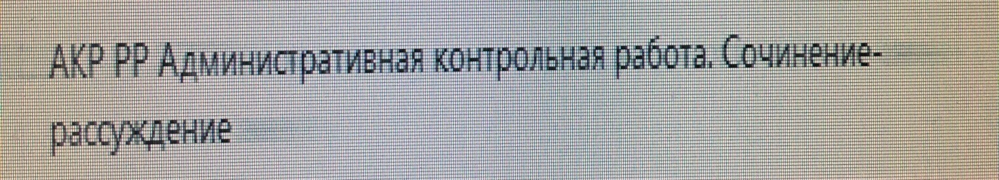 АКР РР Административная контрольная работа. Сочинение-
рассуждение